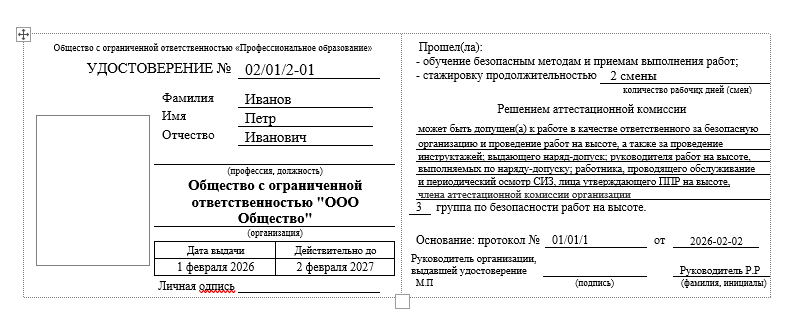 Общество с ограниченной ответственностью «Профессиональное образование»
УДОСТОВЕРЕНИЕ № 02/01/2-01
Фамилия Иванов
Имя Петр
Отчество Иванович
(профессия, должность)
Общество с ограниченной
ответственностью "ООО
Общество"
(организация)
Дата выдачи Действительно до
1 февраля 2026 2 февраля 2027
Личная одпись
Прошел(ла):
- обучение безопасным методам и приемам выполнения работ;
- стажировку продолжительностью 2 смены
количество рабочих дней (смен)
Решением аттестационной комиссии
может быть допущен(а) к работе в качестве ответственного за безопасную
организацию и проведение работ на высоте, а также за проведение
инструктажей; выдающего наряд-допуск; руководителя работ на высоте,
выполняемых по наряду-допуску; работника, проводящего обслуживание
и периодический осмотр СИЗ, лица утверждающего ППР на высоте,
члена аттестационной комиссии организации
3 группа по безопасности работ на высоте.
Основание: протокол № 01/01/1 от 2026-02-02
Руководитель организации,
выдавшей удостоверение Руководитель Р.Р
М.П (подпись) (фамилия, инициалы)